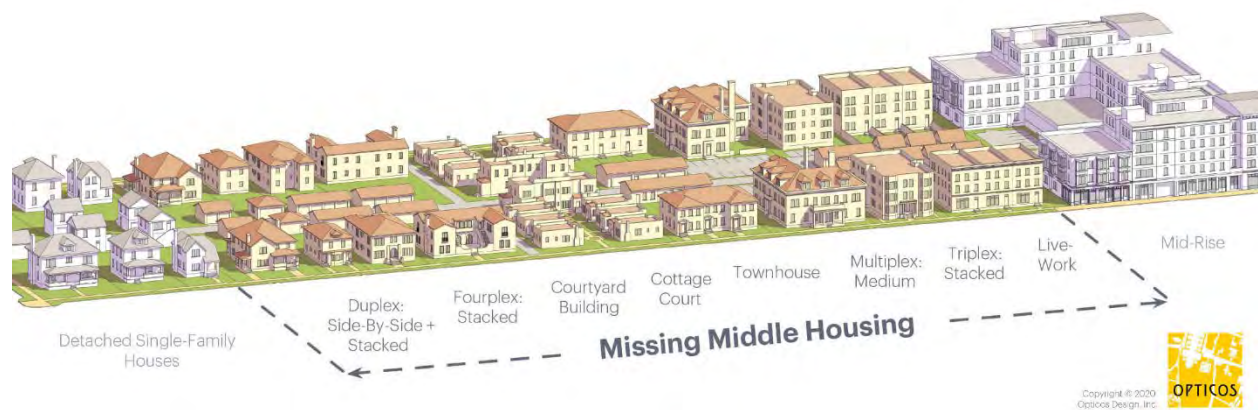 Detached Single-Family
Houses
Duplex:
Side-By-Side +
Stacked
Fourplex:
Stacked
Courtyard
Building
Cottage
Court
Townhouse
Multiplex:
Medium
Triplex:
Stacked
Live-
Work
Mid-Rise
Missing Middle Housing
Copyright © 2020
Opticos Design, Inc.
OPTICOS